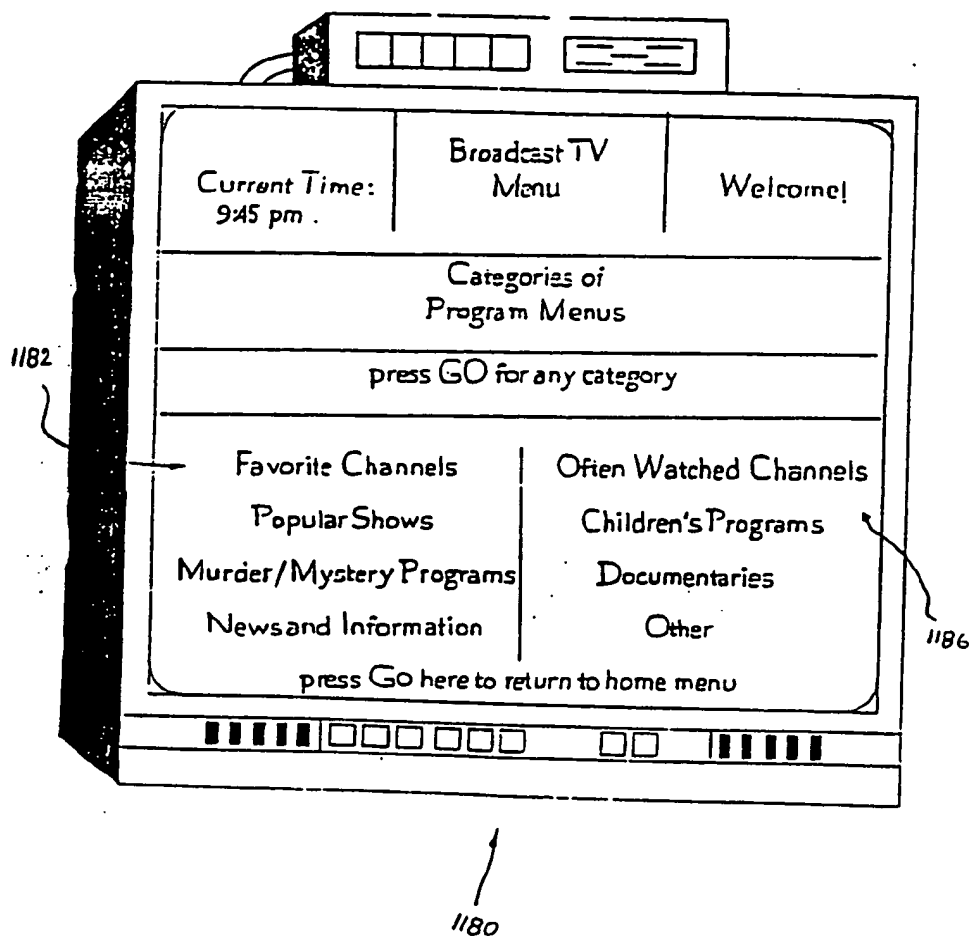 Current Time:
9:45 pm .
Broadcast TV
Menu
Welcome!
Categories of
Program Menus
press GO for any category
1182
Favorite Channels
Often Watched Channels
Popular Shows
Children's Programs
Murder/Mystery Programs
Documentaries
News and Information
Other
1186
press Go here to return to home menu
1180